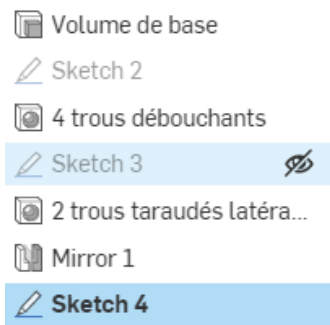 Volume de base
Sketch 2
4 trous débouchants
Sketch 3
2 trous taraudés latéra...
Mirror 1
Sketch 4